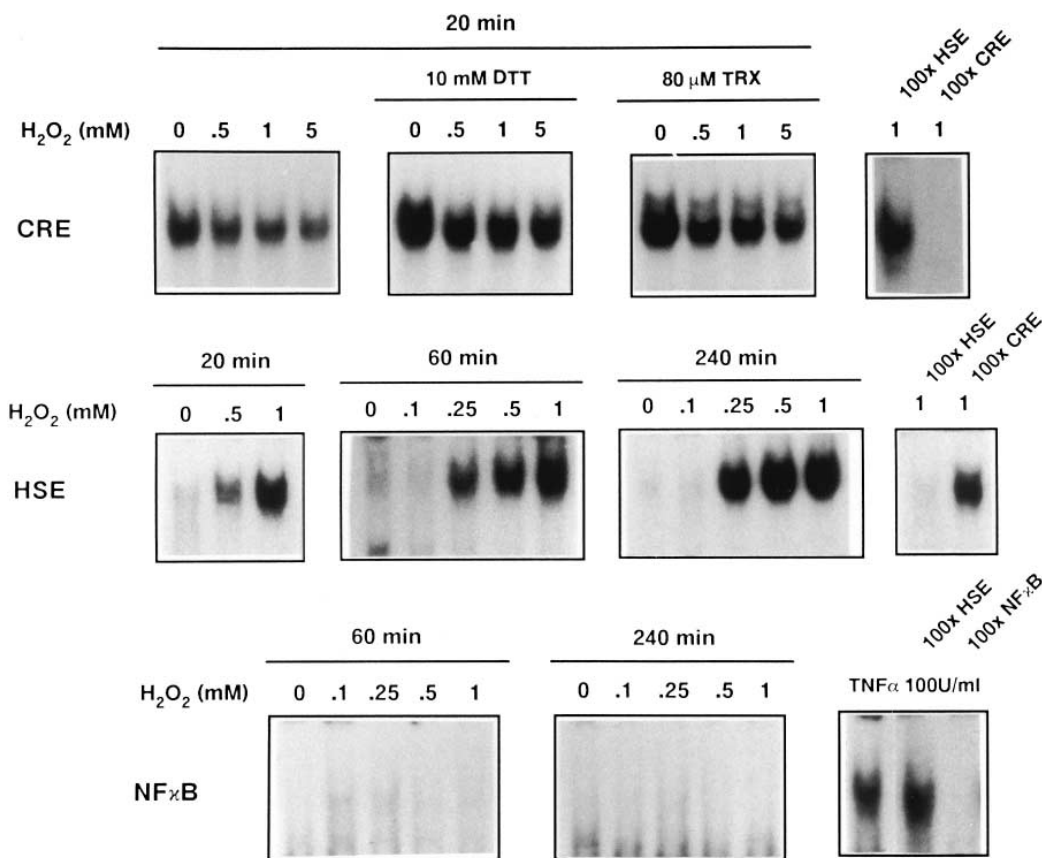 20 min
10 mM DTT
80 μM TRX
100x HSE
100x CRE
H₂O₂ (mM)
0 .5 1 5
0 .5 1 5
0 .5 1 5
1 1
CRE
20 min
60 min
240 min
100x HSE
100x CRE
H₂O₂ (mM)
0 .5 1
0 .1 .25 .5 1
0 .1 .25 .5 1
1 1
HSE
60 min
240 min
100x HSE
100x NFϰB
H₂O₂ (mM)
0 .1 .25 .5 1
0 .1 .25 .5 1
TNFα 100U/ml
NFϰB